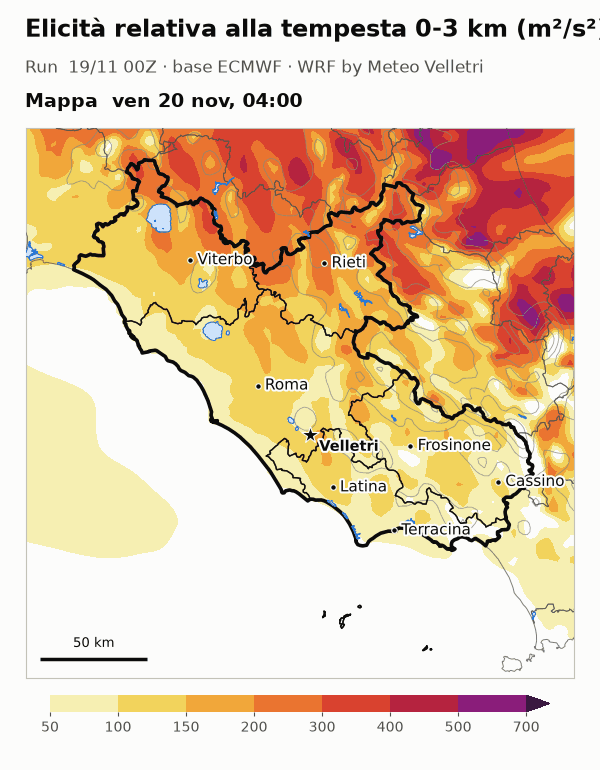 Elicità relativa alla tempesta 0-3 km (m²/s²)
Run  19/11 00Z · base ECMWF · WRF by Meteo Velletri
Mappa  ven 20 nov, 04:00
Viterbo
Rieti
Roma
Velletri
Frosinone
Cassino
Latina
Terracina
50 km
50 100 150 200 300 400 500 700